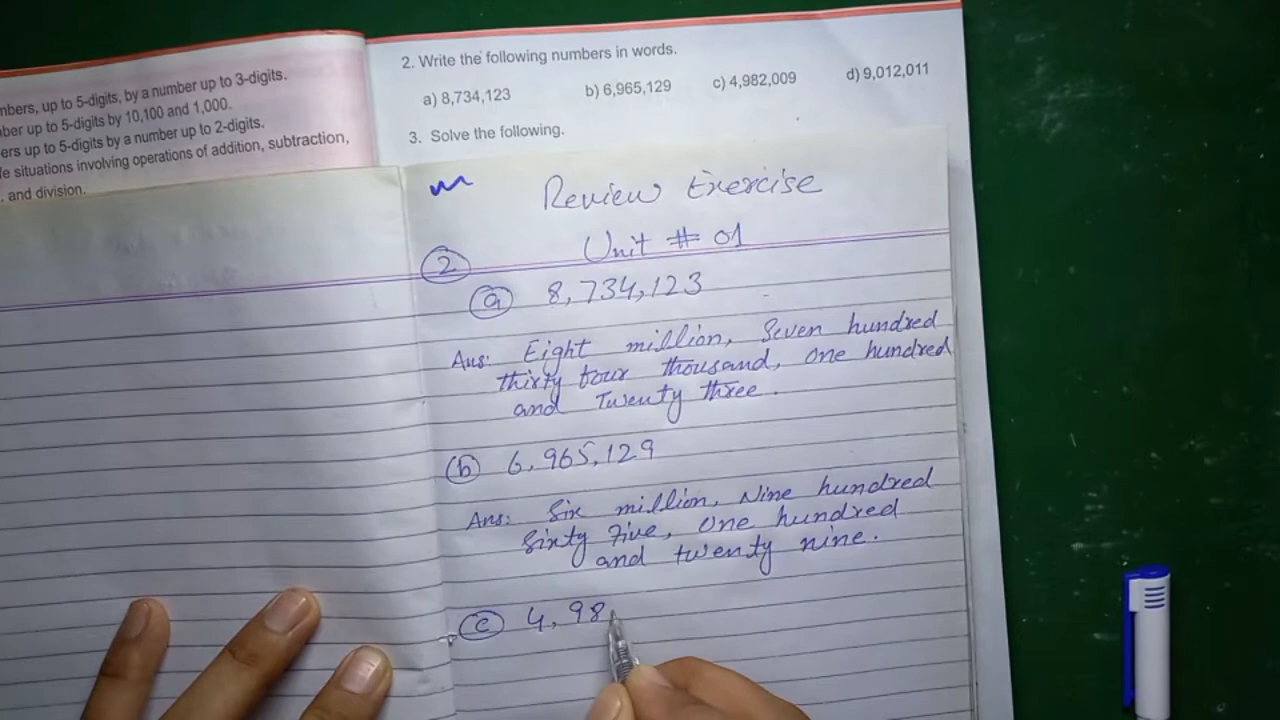 mbers, up to 5-digits, by a number up to 3-digits.
ber up to 5-digits by 10,100 and 1,000.
ers up to 5-digits by a number up to 2-digits.
fe situations involving operations of addition, subtraction,
. and division.
2. Write the following numbers in words.
a) 8,734,123 b) 6,965,129 c) 4,982,009 d) 9,012,011
3. Solve the following.
Review Exercise
Unit # 01
2
a 8,734,123
Ans: Eight million, Seven hundred
thirty four thousand, one hundred
and Twenty three.
b 6,965,129
Ans: Six million, Nine hundred
Sixty Five, one hundred
and twenty nine.
c 4,98